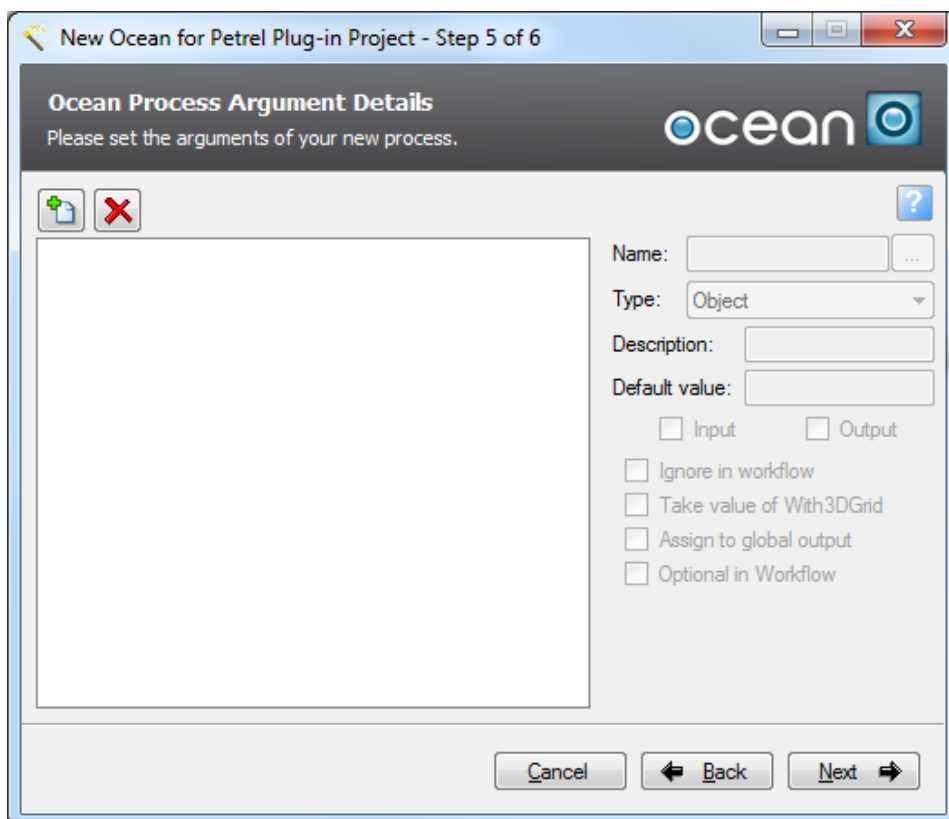 New Ocean for Petrel Plug-in Project - Step 5 of 6
Ocean Process Argument Details
Please set the arguments of your new process.
ocean
?
Name:
...
Type: Object
Description:
Default value:
Input Output
Ignore in workflow
Take value of With3DGrid
Assign to global output
Optional in Workflow
Cancel Back Next